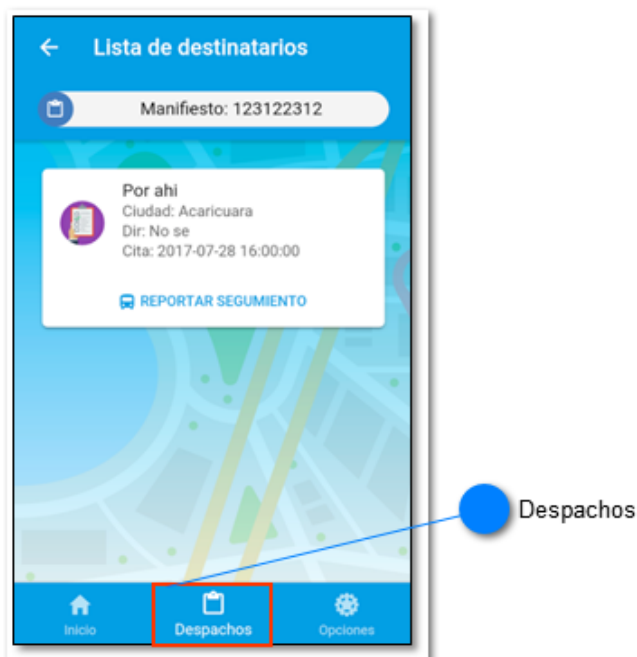 Lista de destinatarios
Manifiesto: 123122312
Por ahi
Ciudad: Acaricuara
Dir: No se
Cita: 2017-07-28 16:00:00
REPORTAR SEGUMIENTO
Despachos
Inicio
Despachos
Opciones